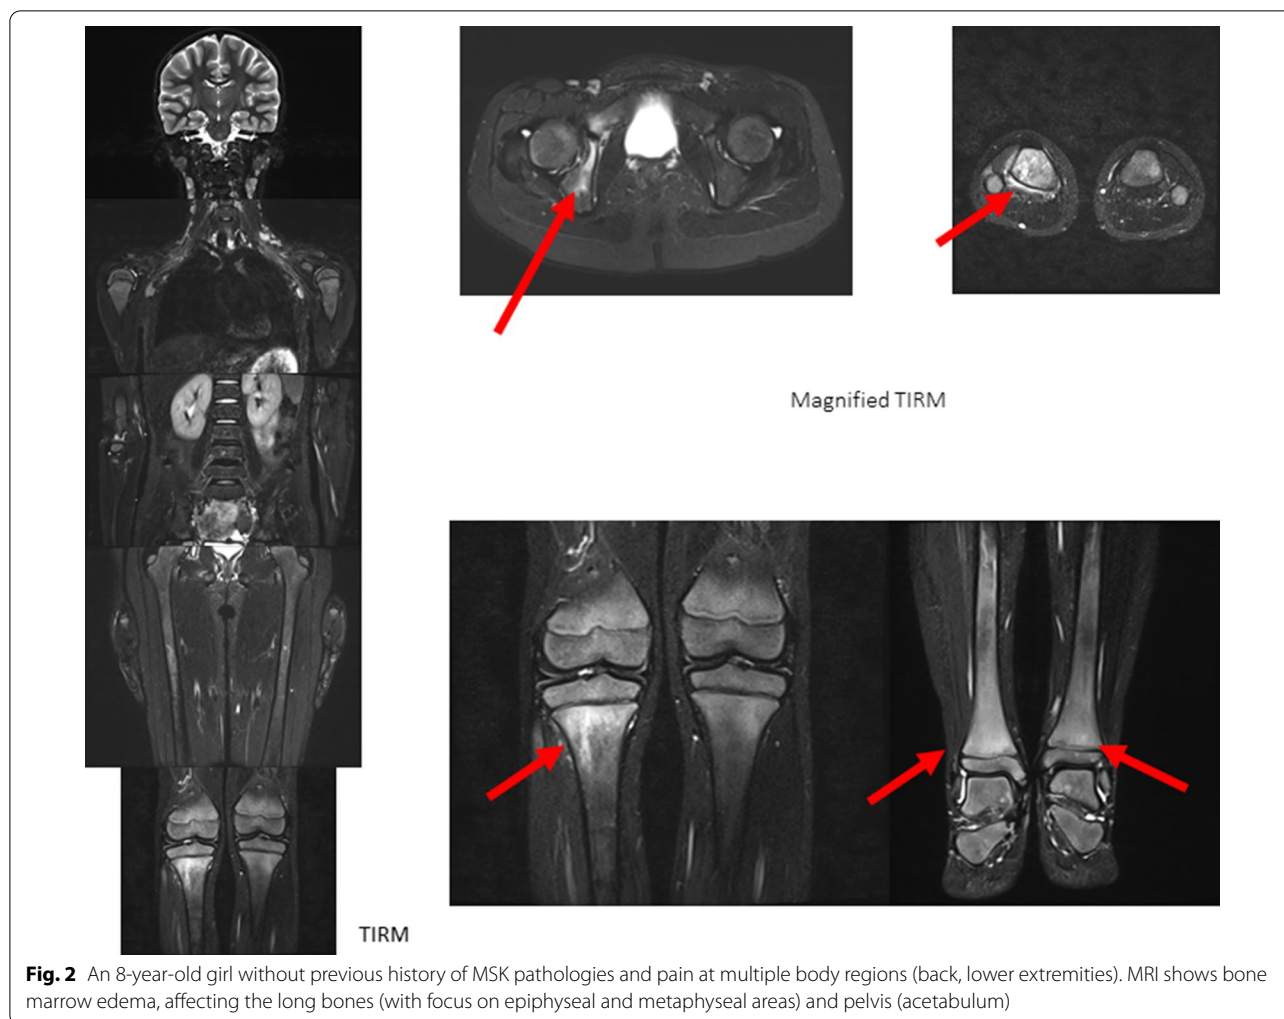 Magnified TIRM
TIRM
Fig. 2 An 8-year-old girl without previous history of MSK pathologies and pain at multiple body regions (back, lower extremities). MRI shows bone
marrow edema, affecting the long bones (with focus on epiphyseal and metaphyseal areas) and pelvis (acetabulum)